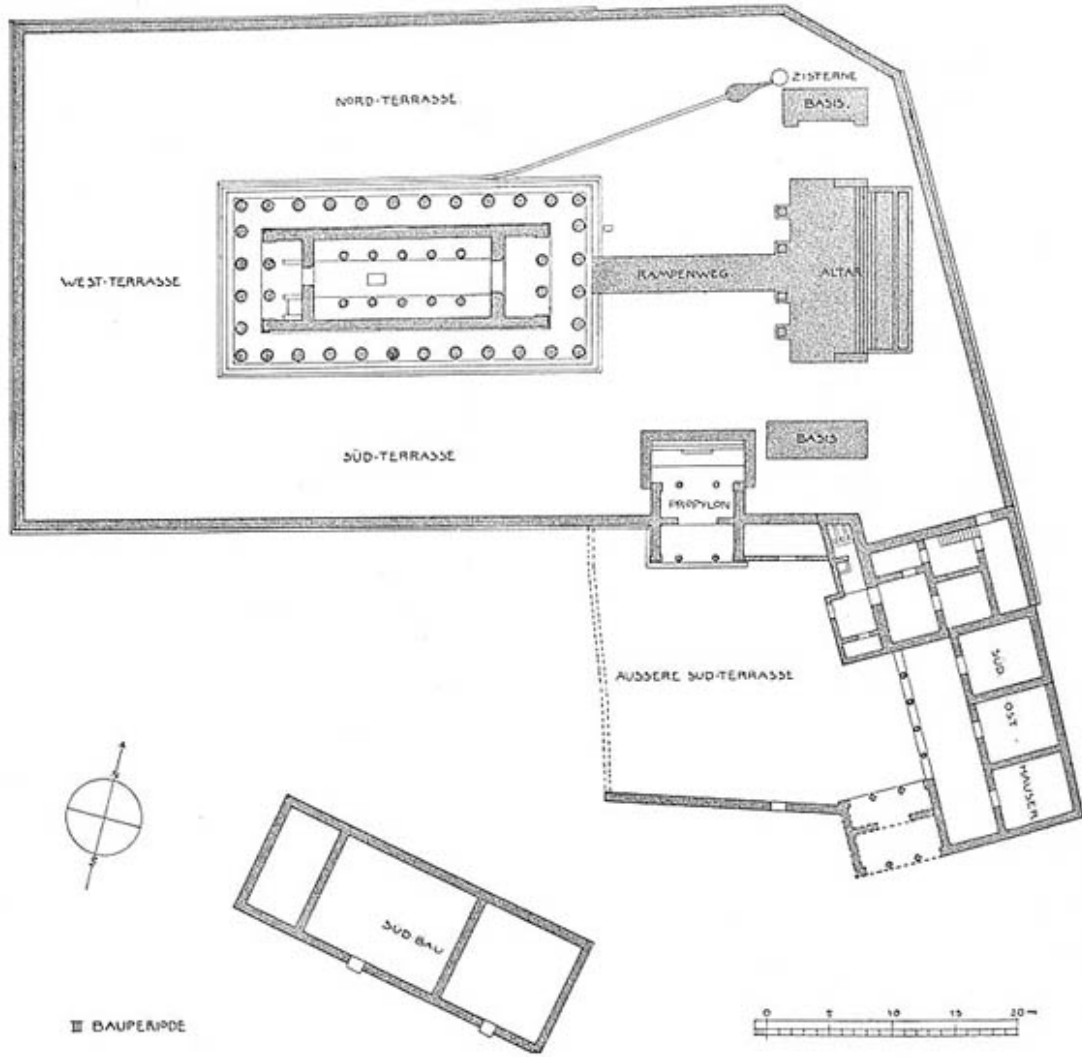 ZISTERNE
NORD-TERRASSE
BASIS.
WEST-TERRASSE
RAMPENWEG
ALTAR
SÜD-TERRASSE
BASIS
PROPYLON
ÄUSSERE SÜD-TERRASSE
SÜD
OST-
HÄUSER
N
S
SÜD BAU
III BAUPERIODE
0 5 10 15 20 m